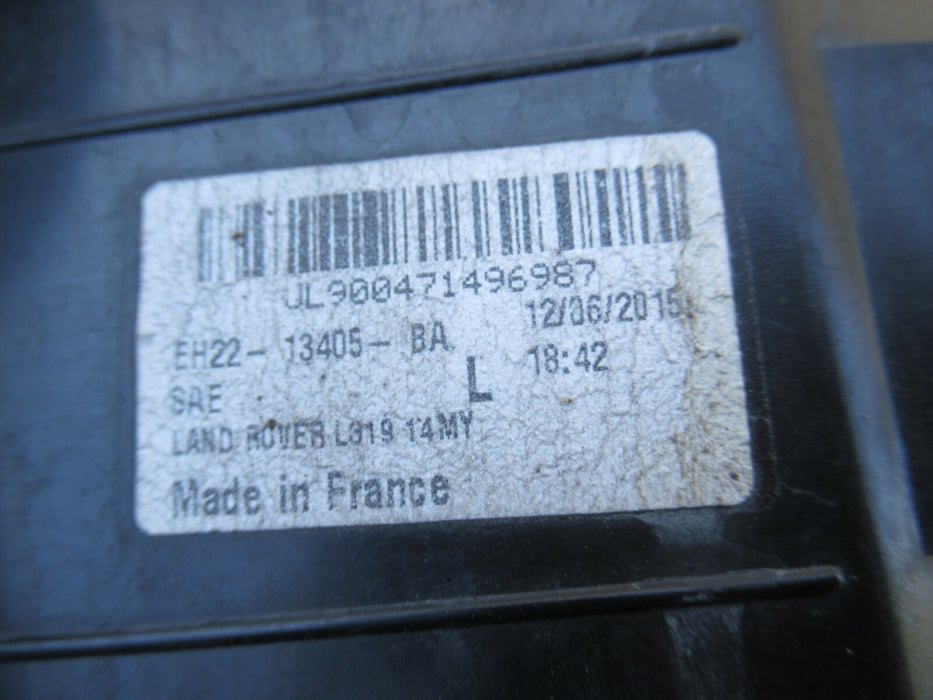 JL900471496987
EH22- 13405- BA 12/06/2015
SAE L 18:42
LAND ROVER L319 14MY
Made in France